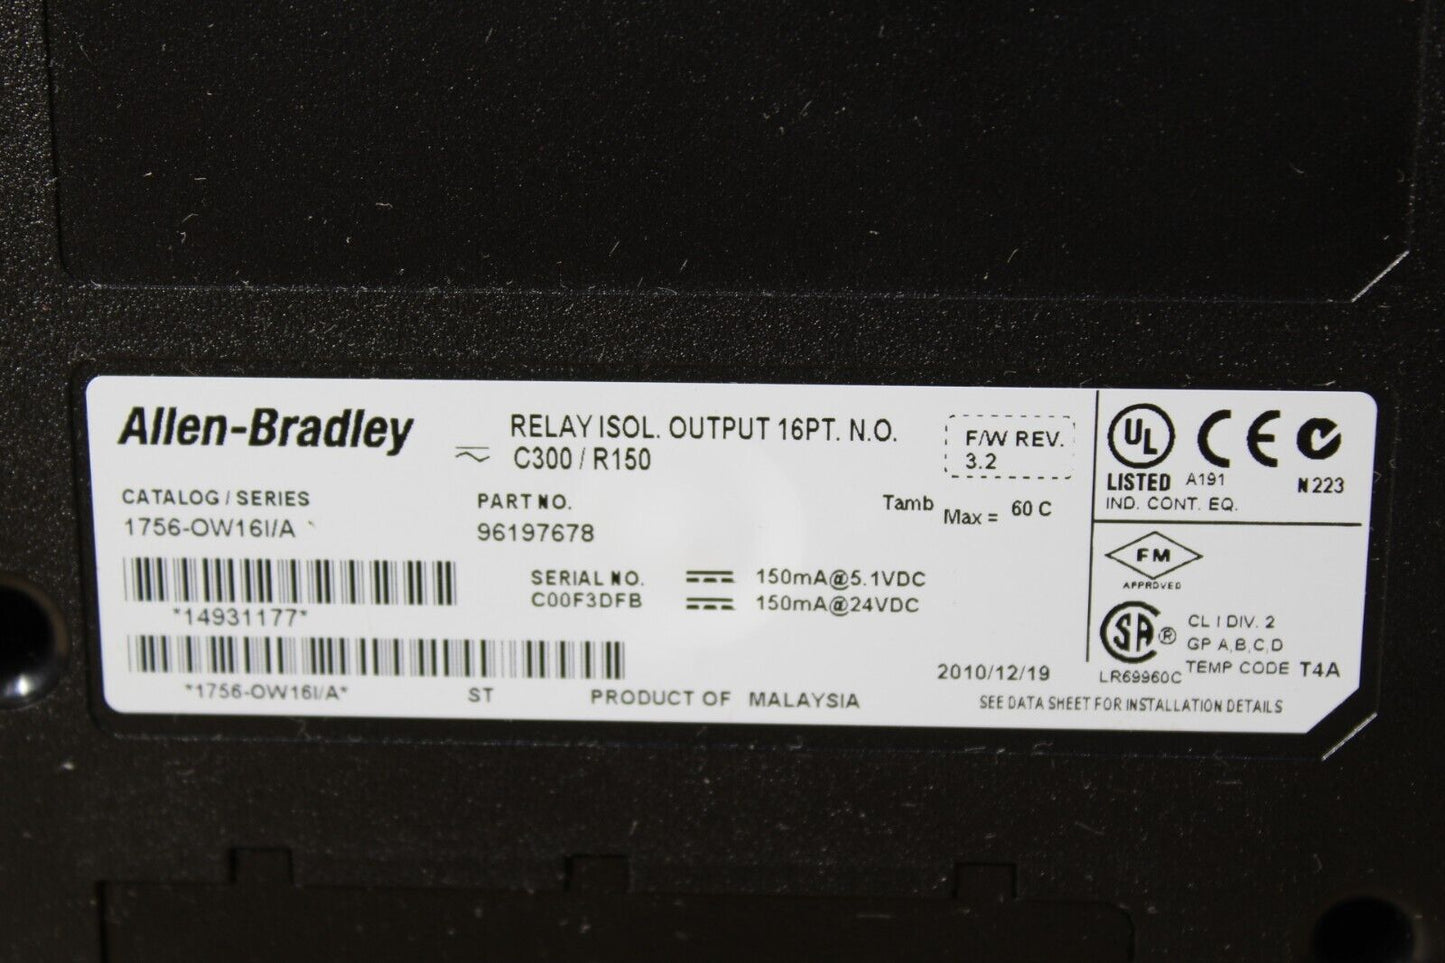 Allen-Bradley
RELAY ISOL. OUTPUT 16PT. N.O.
C300 / R150
F/W REV.
3.2
CATALOG / SERIES
1756-OW16I/A
PART NO.
96197678
Tamb Max = 60 C
*14931177*
SERIAL NO.
C00F3DFB
150mA@5.1VDC
150mA@24VDC
*1756-OW16I/A*
ST
PRODUCT OF MALAYSIA
2010/12/19
UL
LISTED A191
IND. CONT. EQ.
CE
N223
FM
APPROVED
SA ®
LR69960C
CL I DIV. 2
GP A,B,C,D
TEMP CODE T4A
SEE DATA SHEET FOR INSTALLATION DETAILS